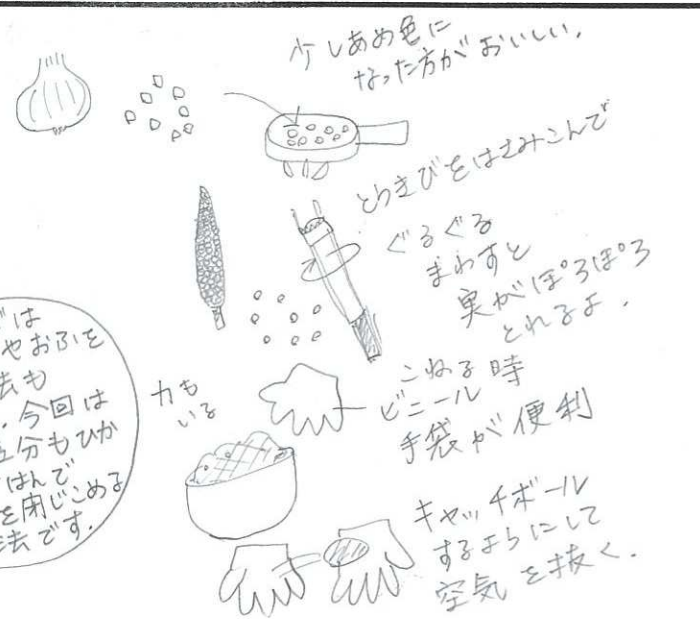 少しあめ色に
なった方がおいしい。
とうきびをはさみこんで
ぐるぐる
まわすと
実がぽろぽろ
とれるよ.
こねる時
ビニール
手袋が便利
力も
いる
キャッチボール
するようにして
空気を抜く.
は
やおふを
法も
.今回は
分もひか
はんで
を閉じこめる
法です.